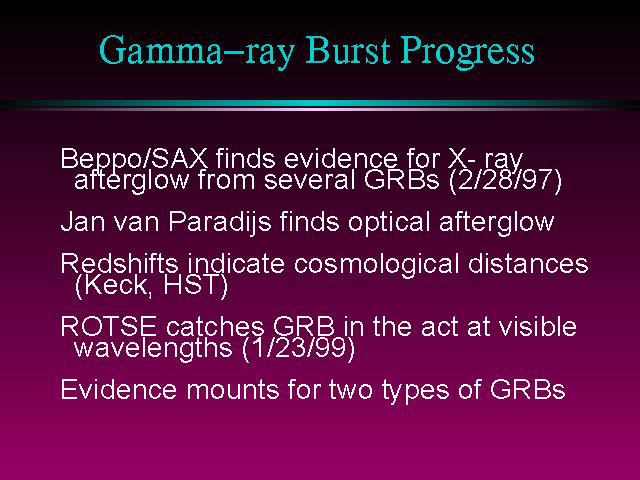 Gamma-ray Burst Progress
Beppo/SAX finds evidence for X- ray
afterglow from several GRBs (2/28/97)
Jan van Paradijs finds optical afterglow
Redshifts indicate cosmological distances
(Keck, HST)
ROTSE catches GRB in the act at visible
wavelengths (1/23/99)
Evidence mounts for two types of GRBs